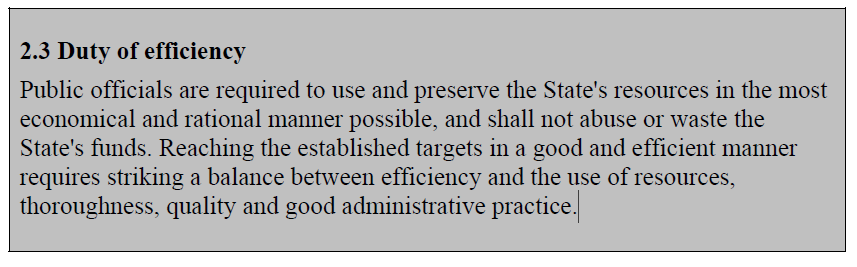 2.3 Duty of efficiency
Public officials are required to use and preserve the State's resources in the most
economical and rational manner possible, and shall not abuse or waste the
State's funds. Reaching the established targets in a good and efficient manner
requires striking a balance between efficiency and the use of resources,
thoroughness, quality and good administrative practice.